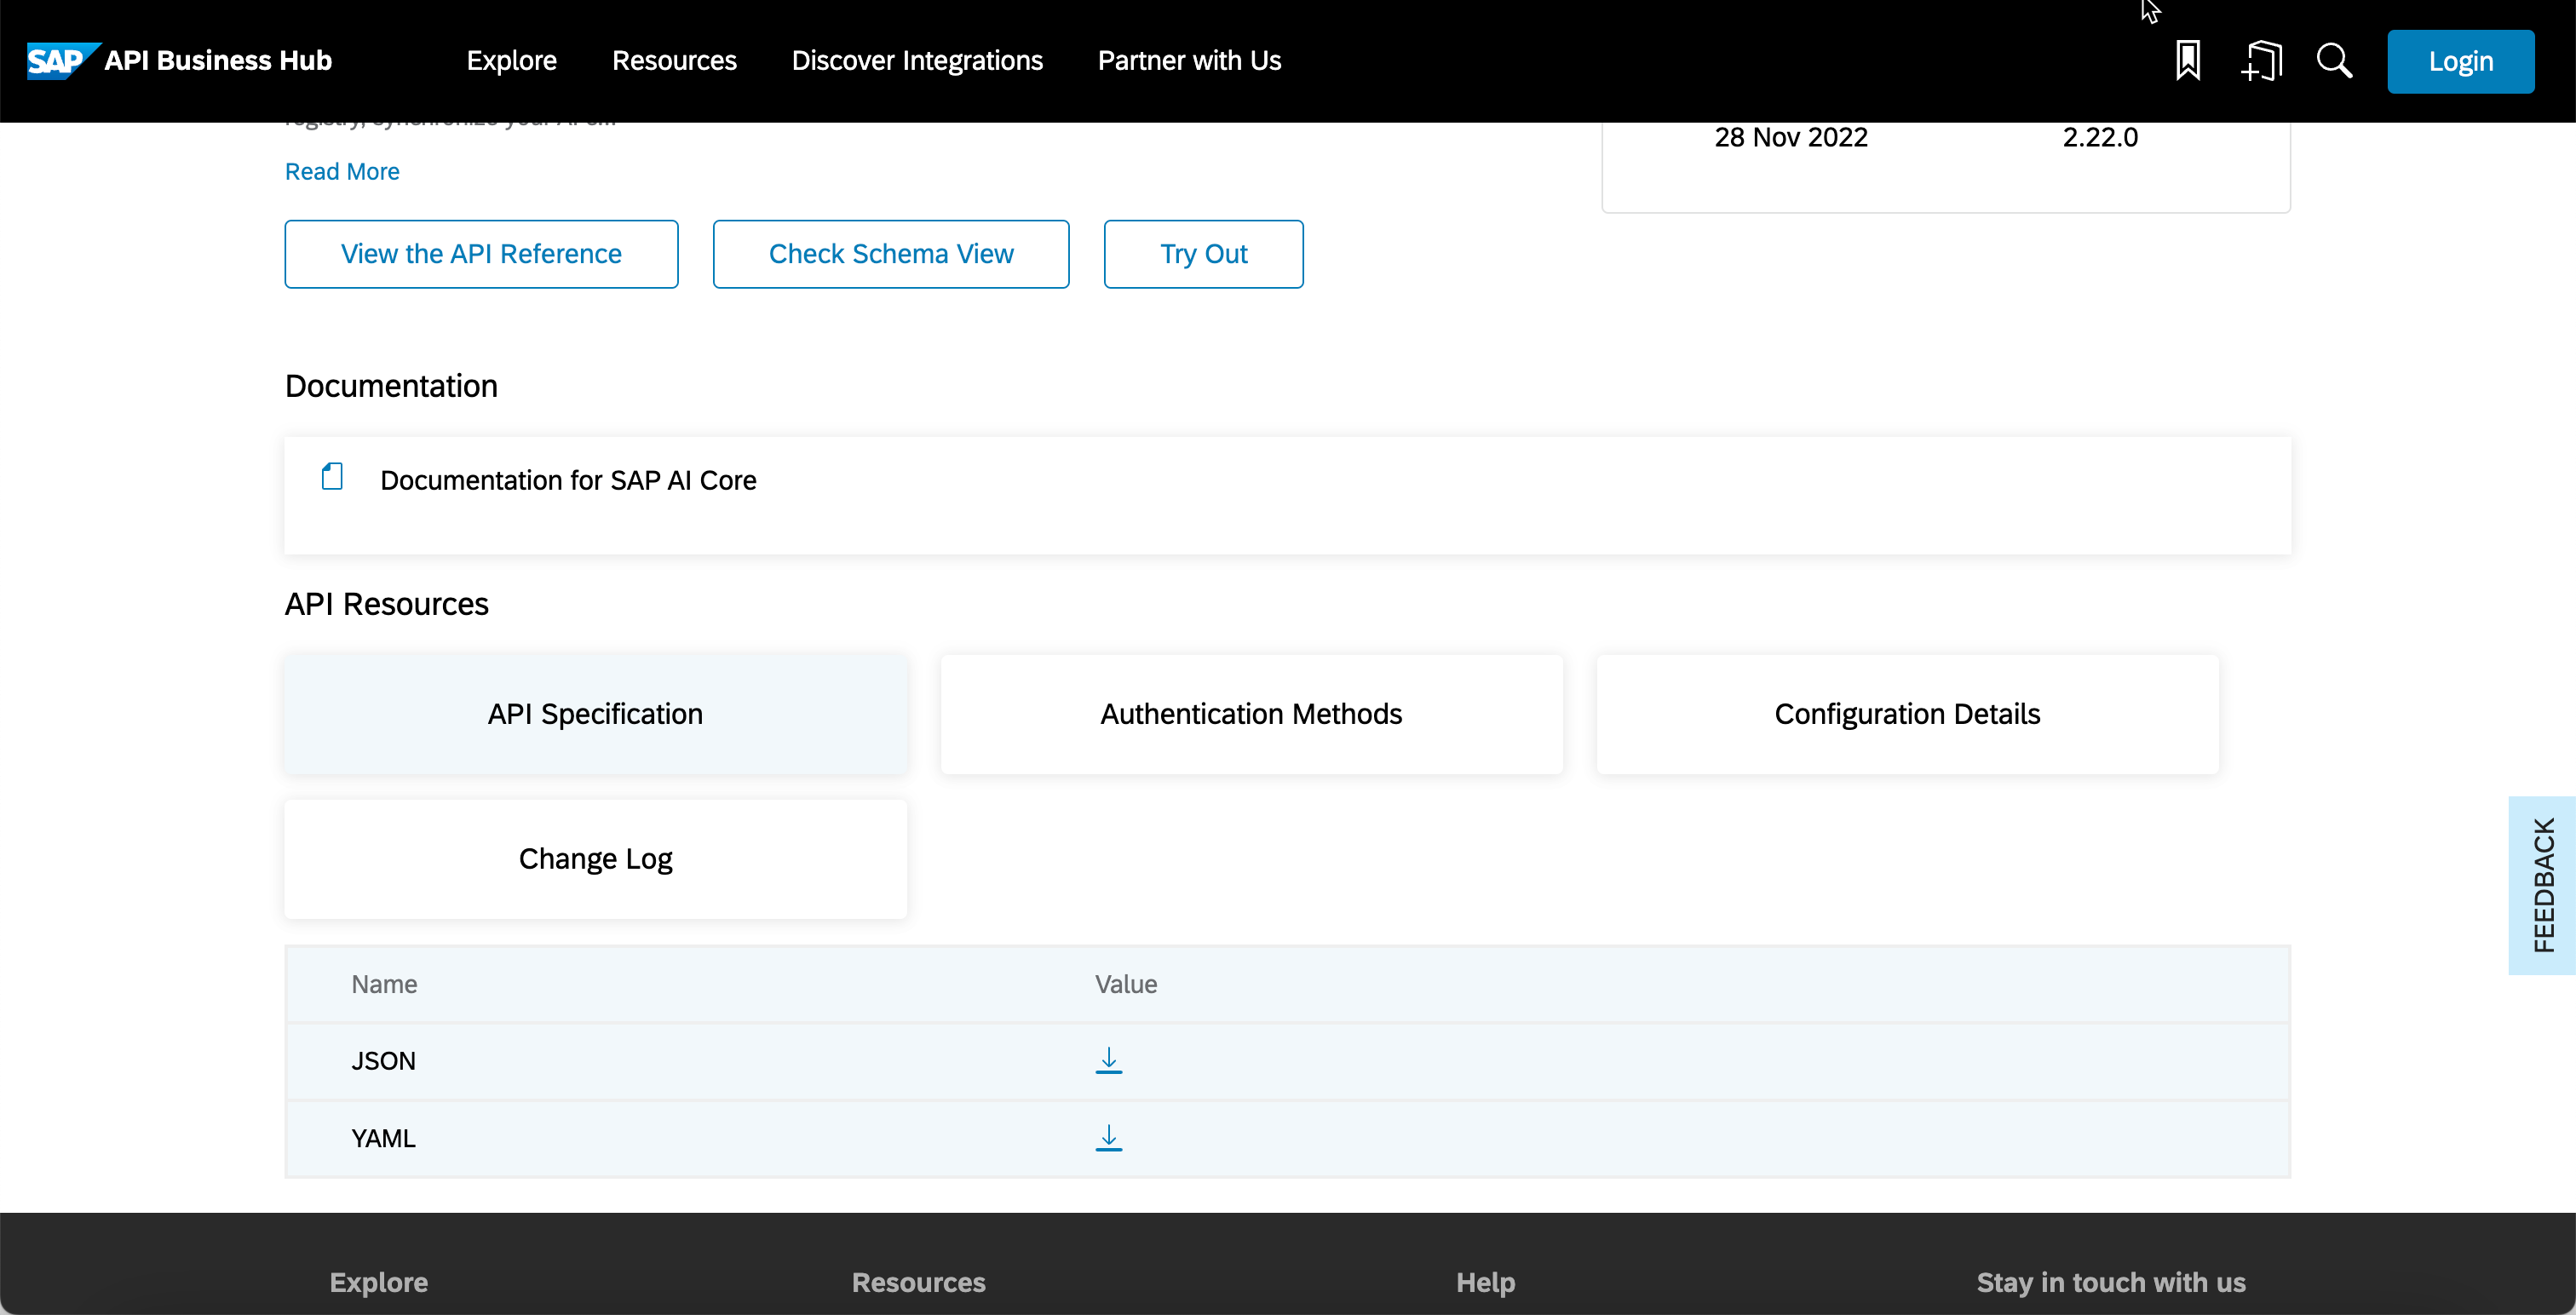 SAP API Business Hub Explore Resources Discover Integrations Partner with Us Login
28 Nov 2022 2.22.0
Read More
View the API Reference Check Schema View Try Out
Documentation
Documentation for SAP AI Core
API Resources
API Specification Authentication Methods Configuration Details
Change Log
FEEDBACK
Name Value
JSON
YAML
Explore Resources Help Stay in touch with us